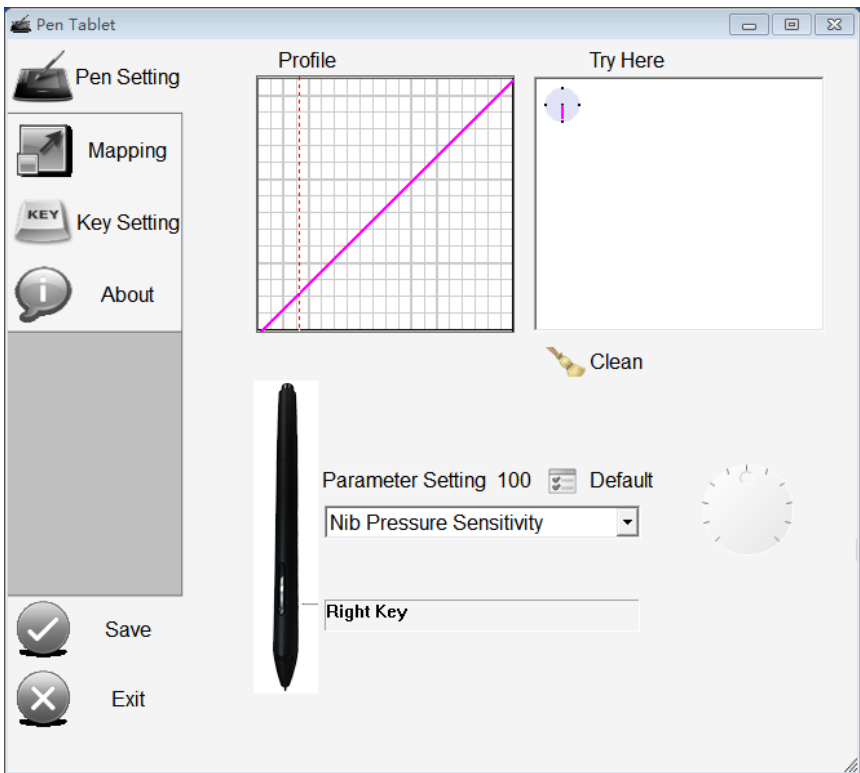 Pen Tablet
Pen Setting
Mapping
KEY
Key Setting
About
Save
Exit
Profile
Try Here
Clean
Parameter Setting 100
Default
Nib Pressure Sensitivity
Right Key